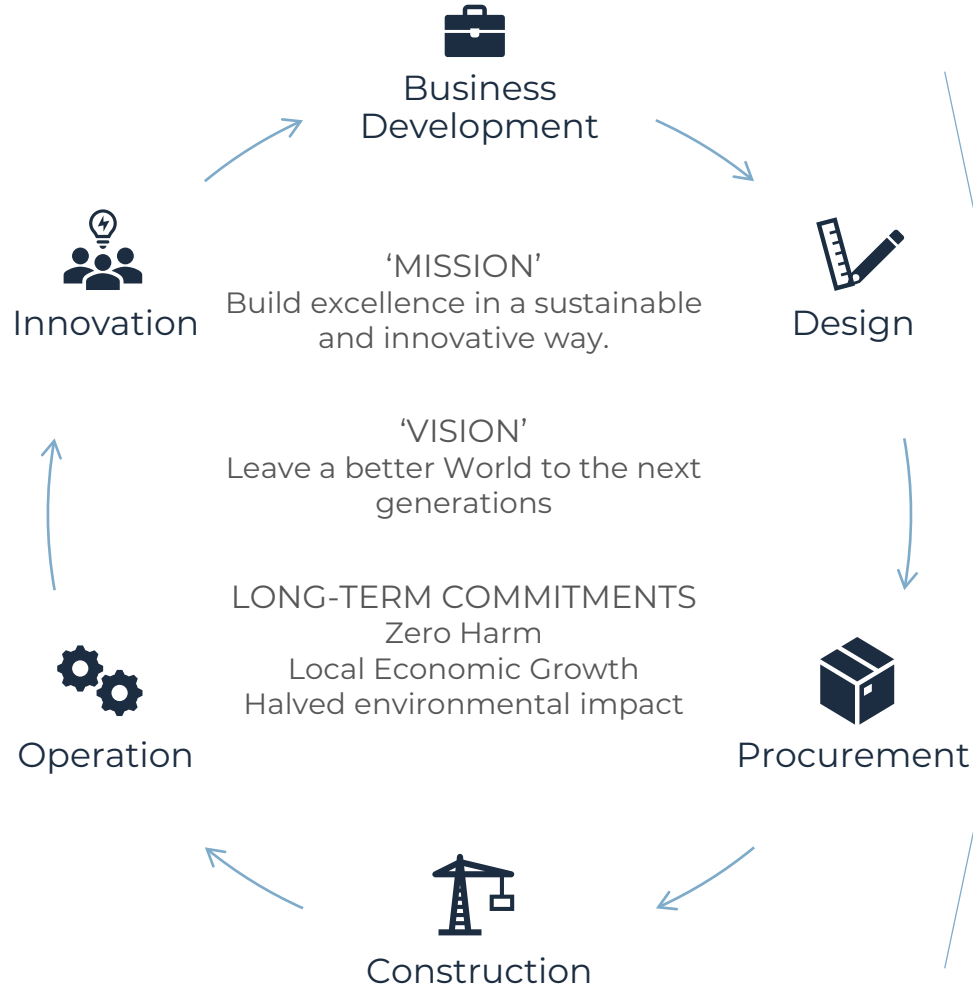 Business
Development
Innovation
Design
‘MISSION’
Build excellence in a sustainable
and innovative way.
‘VISION’
Leave a better World to the next
generations
LONG-TERM COMMITMENTS
Zero Harm
Local Economic Growth
Halved environmental impact
Operation
Procurement
Construction